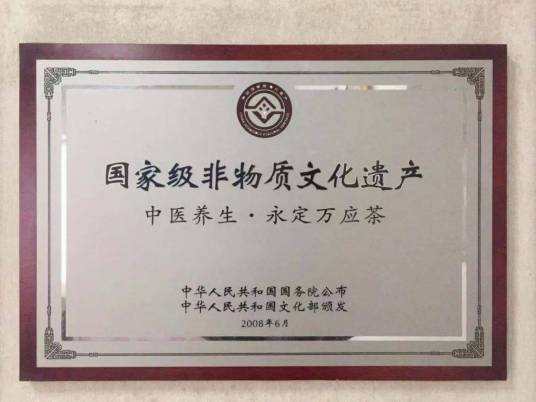 国家级非物质文化遗产
中医养生·永定万应茶
中华人民共和国国务院公布
中华人民共和国文化部颁发
2008年6月